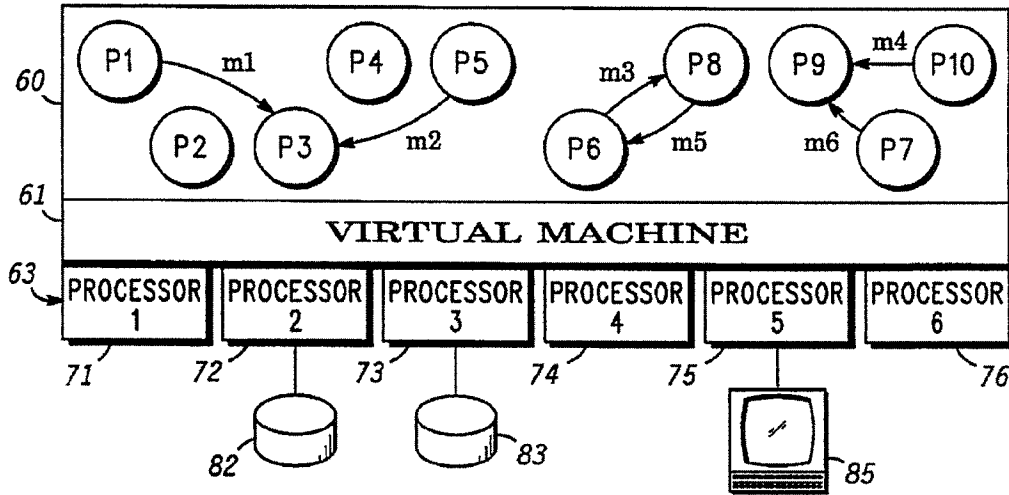 P1 m1 P4 P5 m3 P8 P9 m4 P10
60
P2 P3 m2 P6 m5 m6 P7
61
VIRTUAL MACHINE
63
PROCESSOR 1
PROCESSOR 2
PROCESSOR 3
PROCESSOR 4
PROCESSOR 5
PROCESSOR 6
71 72 73 74 75 76
82 83 85